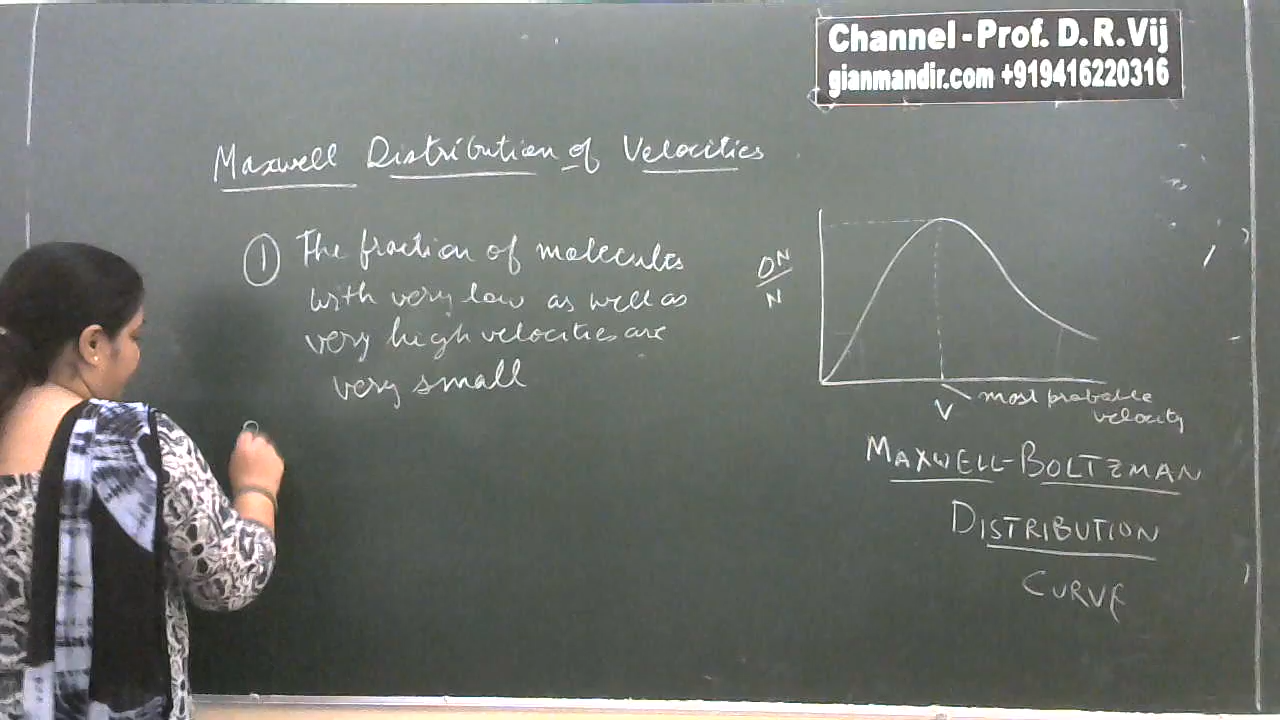 Channel - Prof. D. R. Vij
gianmandir.com +919416220316
Maxwell Distribution of Velocities
① The fraction of molecules
with very low as well as
very high velocities are
very small
DN
N
V
most probable
velocity
MAXWELL-BOLTZMAN
DISTRIBUTION
CURVE